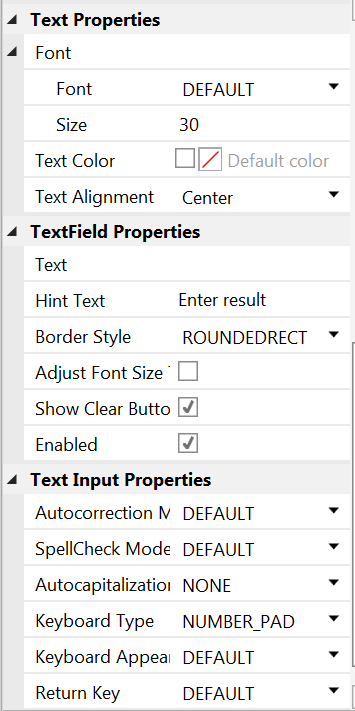 Text Properties
Font
Font DEFAULT
Size 30
Text Color Default color
Text Alignment Center
TextField Properties
Text
Hint Text Enter result
Border Style ROUNDEDRECT
Adjust Font Size
Show Clear Butto
Enabled
Text Input Properties
Autocorrection M DEFAULT
SpellCheck Mode DEFAULT
Autocapitalization NONE
Keyboard Type NUMBER_PAD
Keyboard Appear DEFAULT
Return Key DEFAULT